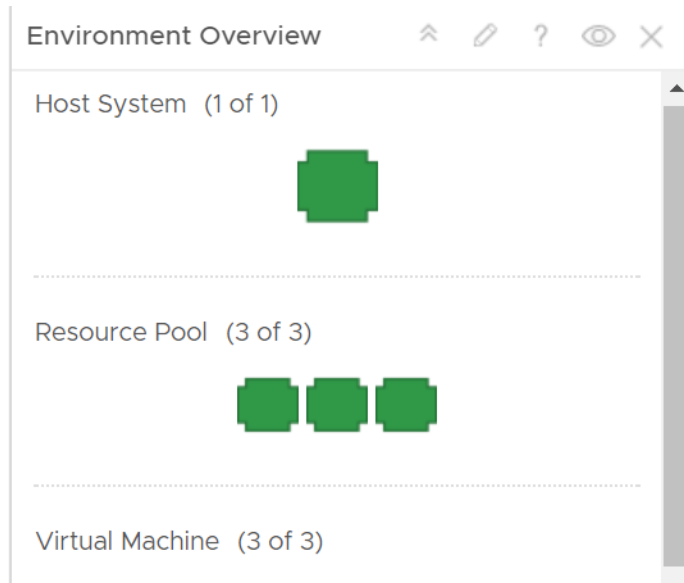 Environment Overview ?
Host System (1 of 1)
Resource Pool (3 of 3)
Virtual Machine (3 of 3)